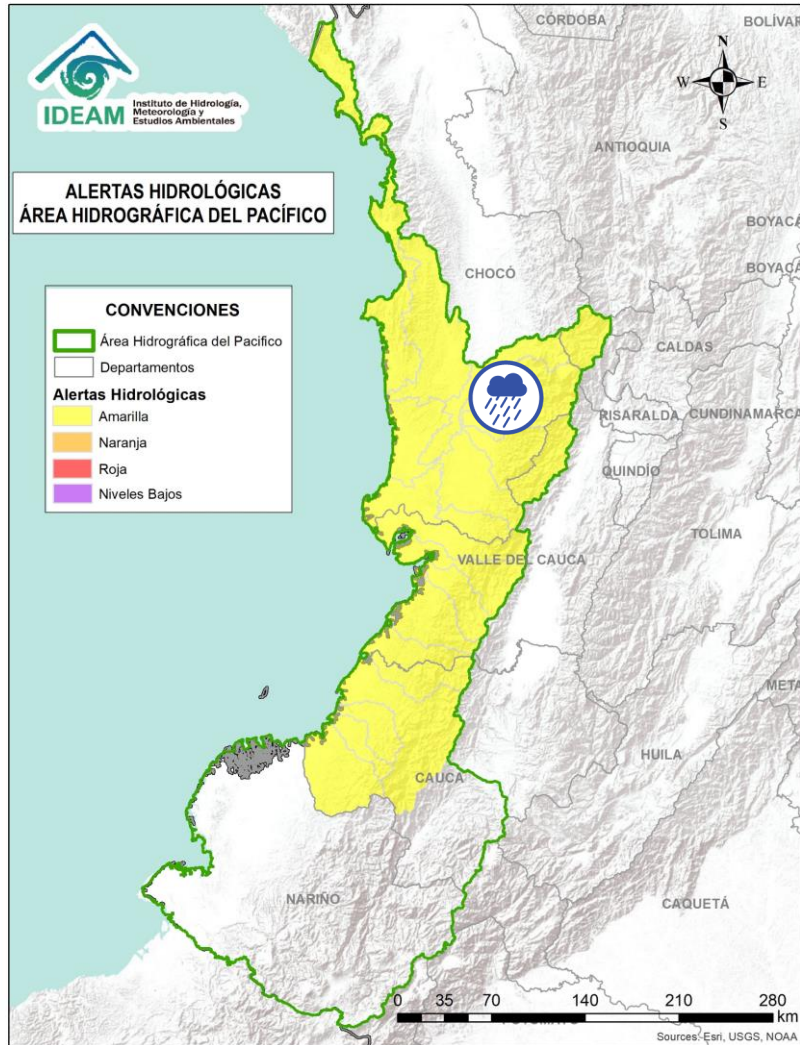 IDEAM
Instituto de Hidrología,
Meteorología y
Estudios Ambientales
ALERTAS HIDROLÓGICAS
ÁREA HIDROGRÁFICA DEL PACÍFICO
CONVENCIONES
Área Hidrográfica del Pacifico
Departamentos
Alertas Hidrológicas
Amarilla
Naranja
Roja
Niveles Bajos
N
W
E
S
CÓRDOBA
BOLÍVAR
ANTIOQUIA
BOYACÁ
BOYACÁ
CHOCÓ
CALDAS
RISARALDA
CUNDINAMARCA
QUINDÍO
TOLIMA
VALLE DEL CAUCA
META
HUILA
CAUCA
NARIÑO
CAQUETÁ
0 35 70 140 210 280
km
Sources: Esri, USGS, NOAA